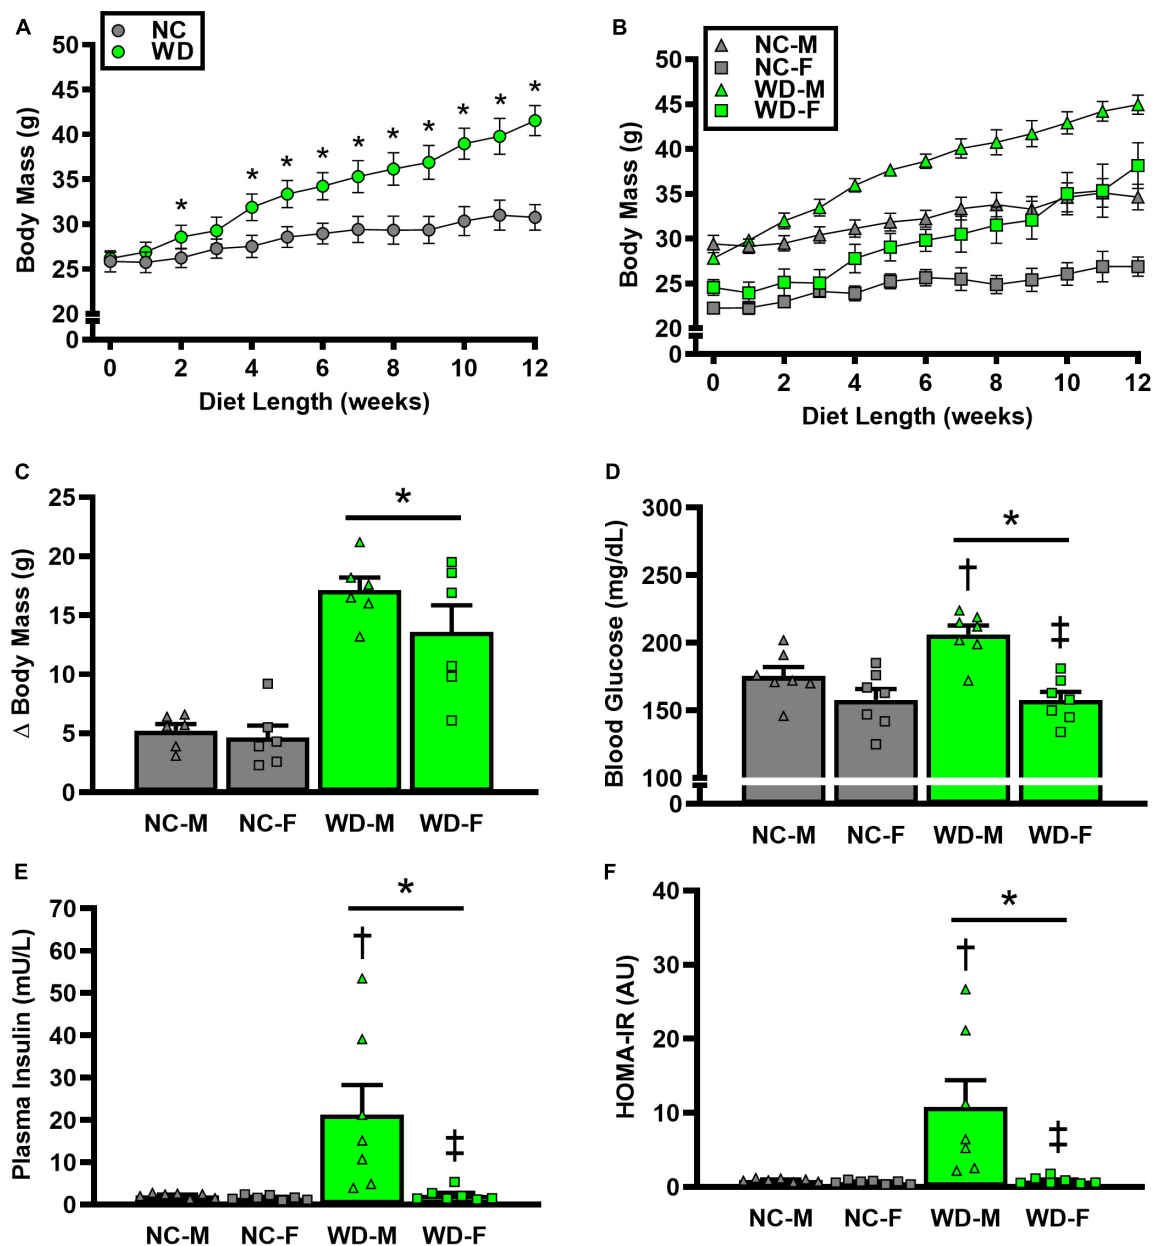 A
NC
WD
50
45
40
35
30
25
20
0
Body Mass (g)
* * * * * * * * * *
0 2 4 6 8 10 12
Diet Length (weeks)
B
NC-M
NC-F
WD-M
WD-F
50
45
40
35
30
25
20
0
Body Mass (g)
0 2 4 6 8 10 12
Diet Length (weeks)
C
25
20
15
10
5
0
Δ Body Mass (g)
*
NC-M NC-F WD-M WD-F
D
300
250
200
150
100
0
Blood Glucose (mg/dL)
*
†
‡
NC-M NC-F WD-M WD-F
E
70
60
50
40
30
20
10
0
Plasma Insulin (mU/L)
*
†
‡
NC-M NC-F WD-M WD-F
F
40
30
20
10
0
HOMA-IR (AU)
*
†
‡
NC-M NC-F WD-M WD-F